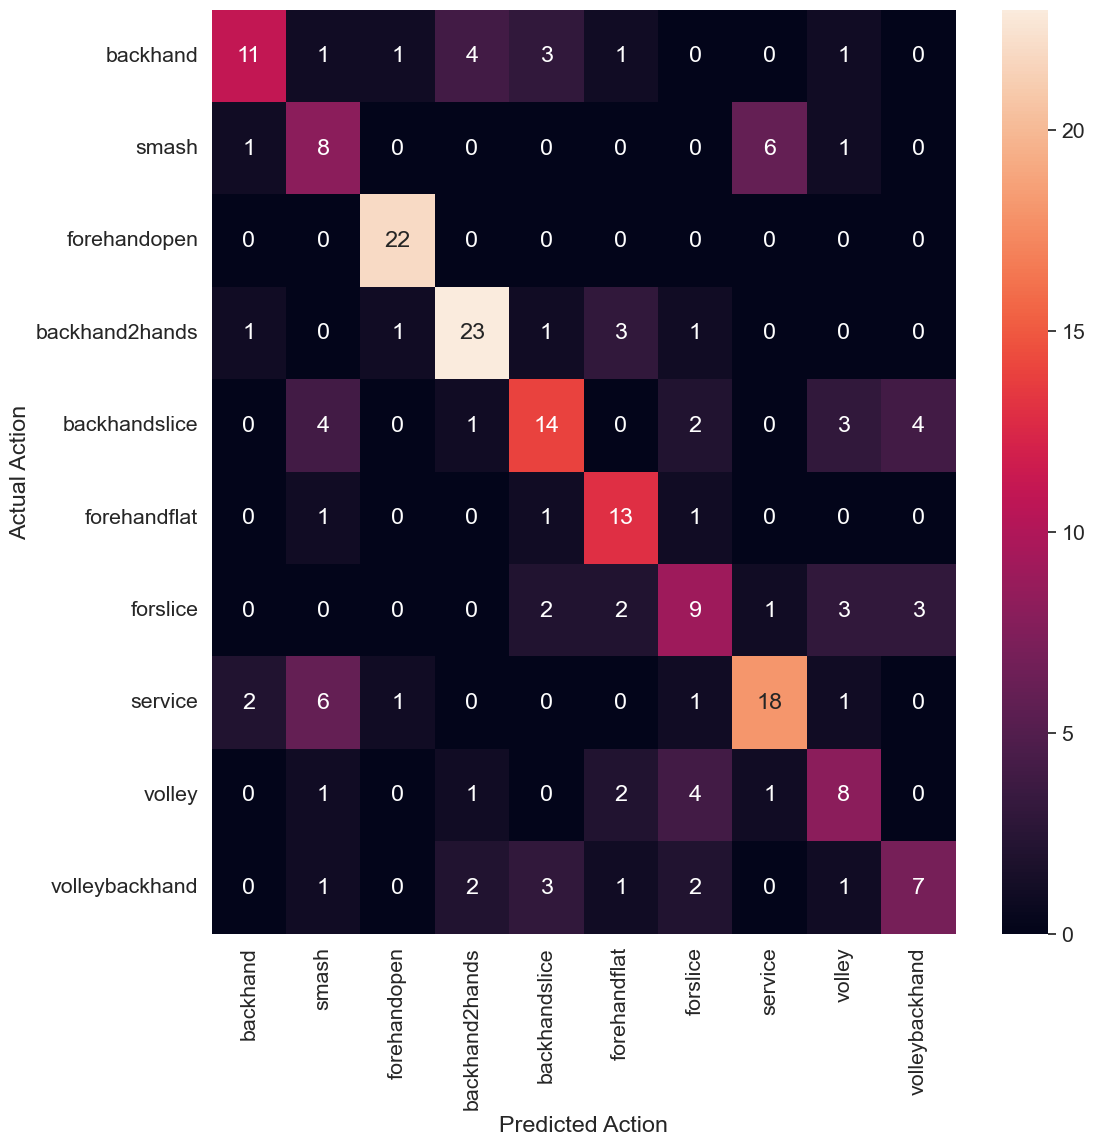 backhand 11 1 1 4 3 1 0 0 1 0
smash 1 8 0 0 0 0 0 6 1 0
forehandopen 0 0 22 0 0 0 0 0 0 0
backhand2hands 1 0 1 23 1 3 1 0 0 0
backhandslice 0 4 0 1 14 0 2 0 3 4
forehandflat 0 1 0 0 1 13 1 0 0 0
forslice 0 0 0 0 2 2 9 1 3 3
service 2 6 1 0 0 0 1 18 1 0
volley 0 1 0 1 0 2 4 1 8 0
volleybackhand 0 1 0 2 3 1 2 0 1 7
Actual Action
backhand
smash
forehandopen
backhand2hands
backhandslice
forehandflat
forslice
service
volley
volleybackhand
Predicted Action
20
15
10
5
0